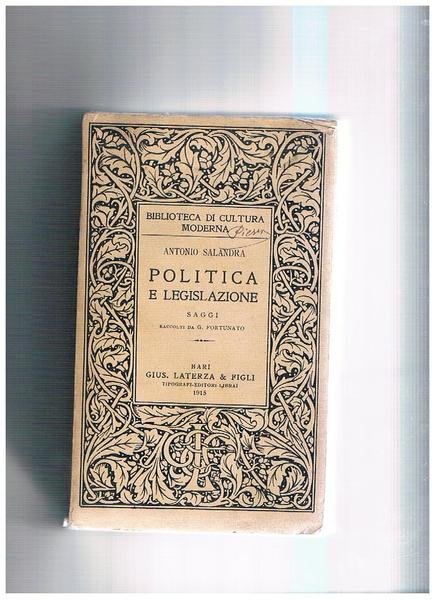 BIBLIOTECA DI CULTURA
MODERNA
ANTONIO SALANDRA
POLITICA
E LEGISLAZIONE
SAGGI
RACCOLTI DA G. FORTUNATO
BARI
GIUS. LATERZA & FIGLI
TIPOGRAFI-EDITORI-LIBRAI
1915